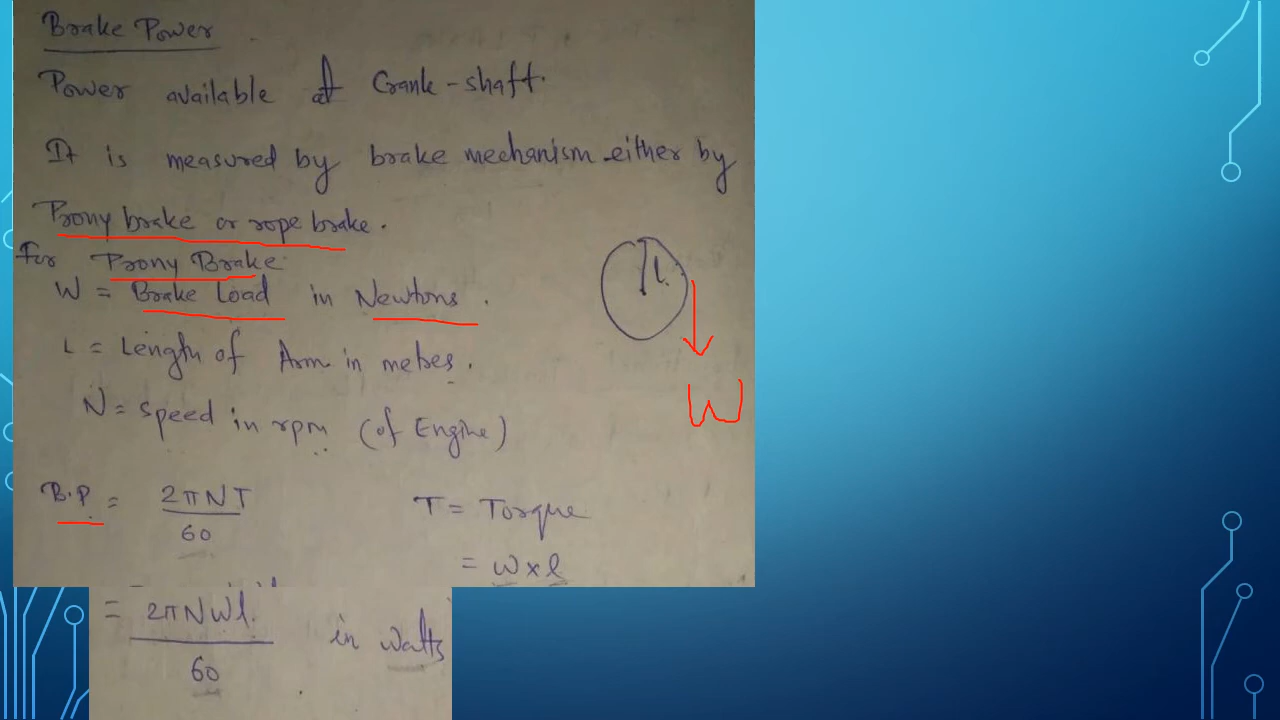 Brake Power
Power available at Crank-shaft.
It is measured by brake mechanism either by
Prony brake or rope brake.
For Prony Brake
W = Brake Load in Newtons.
L = Length of Arm in metres.
l
W
N = Speed in rpm (of Engine)
B.P. = 2πNT / 60
T = Torque
= W x l
= 2πNWl / 60 in watts